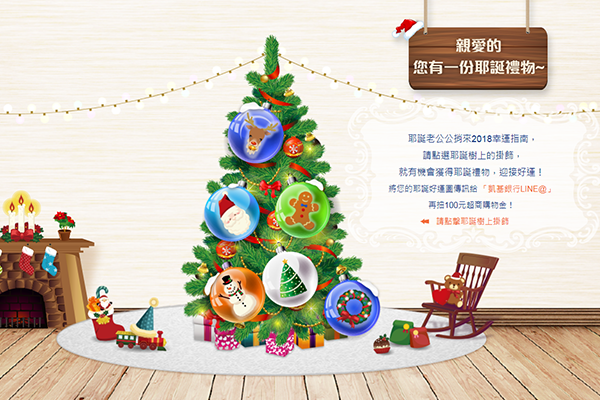 親愛的
您有一份耶誕禮物~
耶誕老公公捎來2018幸運指南，
請點選耶誕樹上的掛飾，
就有機會獲得耶誕禮物，迎接好運！
將您的耶誕好運圖傳訊給「凱基銀行LINE@」
再抽100元超商購物金！
請點擊耶誕樹上掛飾